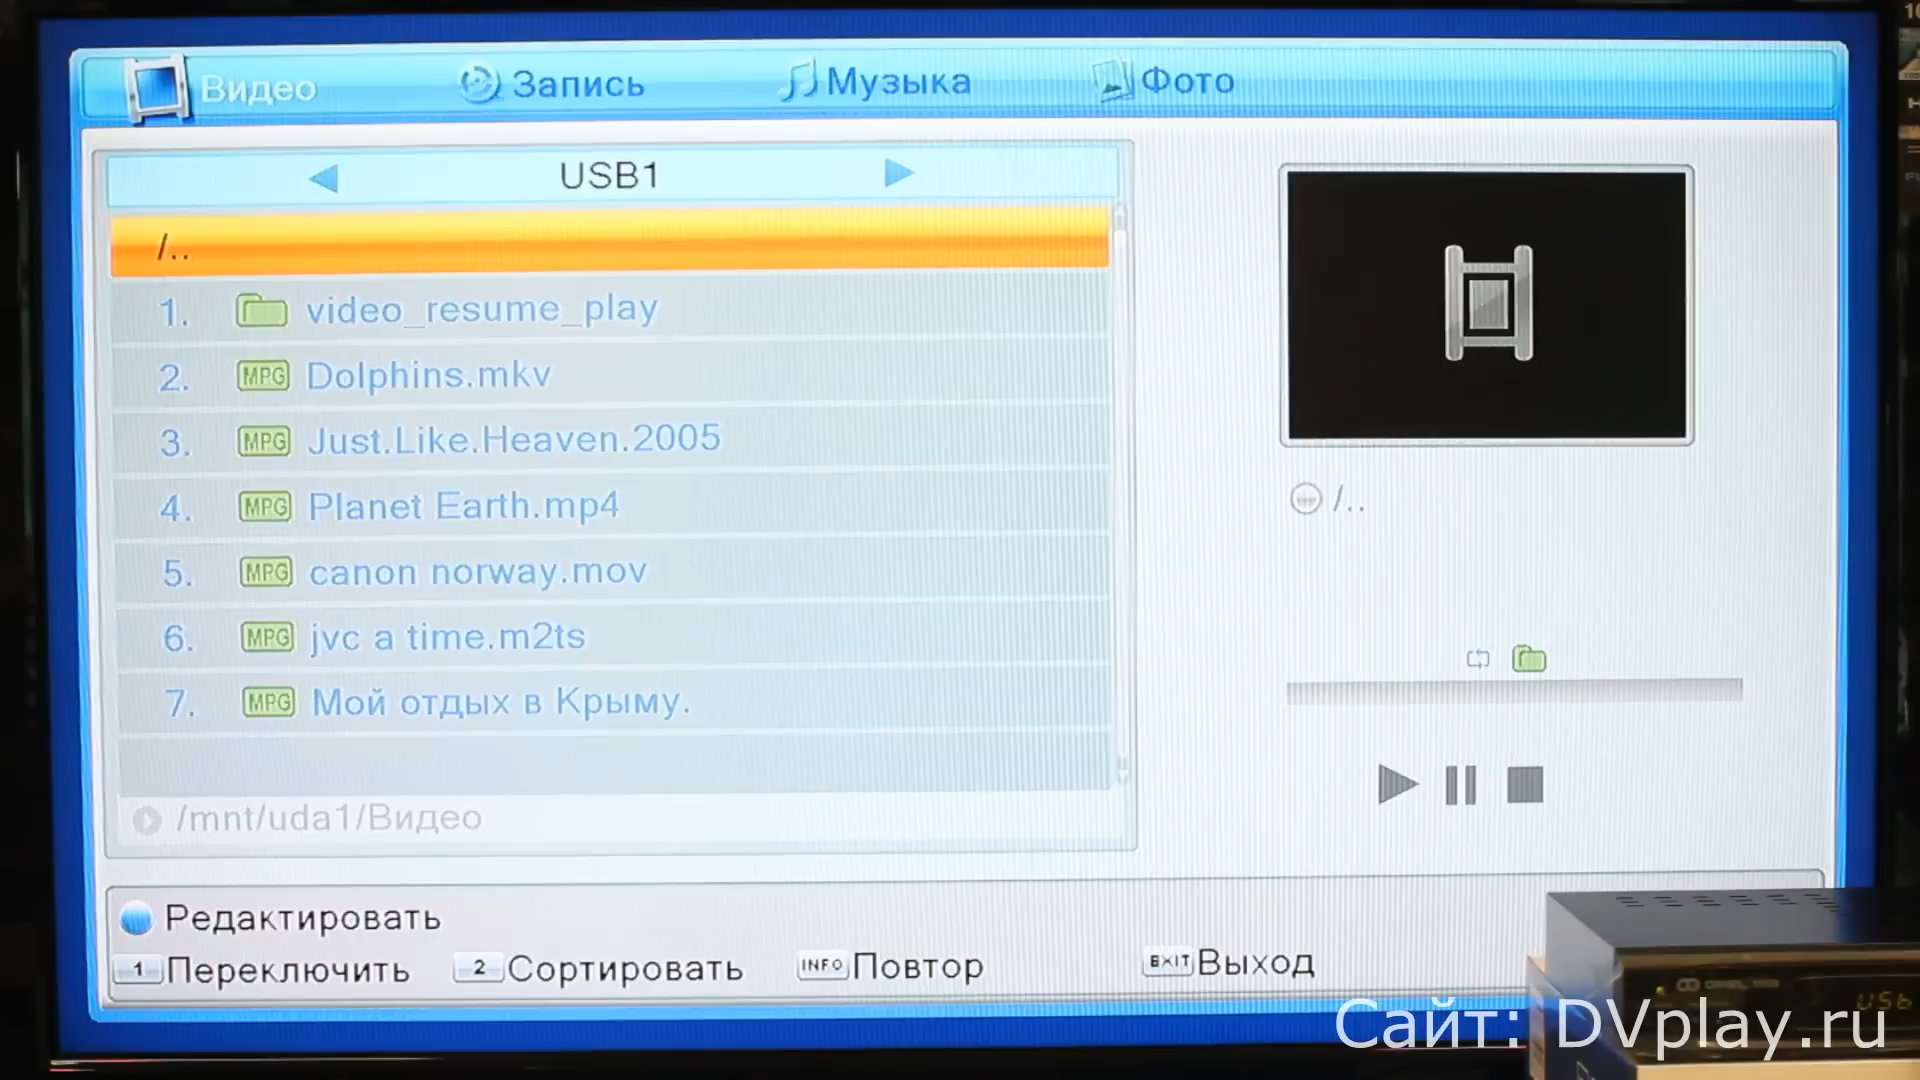 Видео Запись Музыка Фото
USB1
/..
1. video_resume_play
2. MPG Dolphins.mkv
3. MPG Just.Like.Heaven.2005
4. MPG Planet Earth.mp4
5. MPG canon norway.mov
6. MPG jvc a time.m2ts
7. MPG Мой отдых в Крыму.
/mnt/uda1/Видео
/..
Редактировать
1 Переключить 2 Сортировать INFO Повтор EXIT Выход
USb
Сайт: DVplay.ru